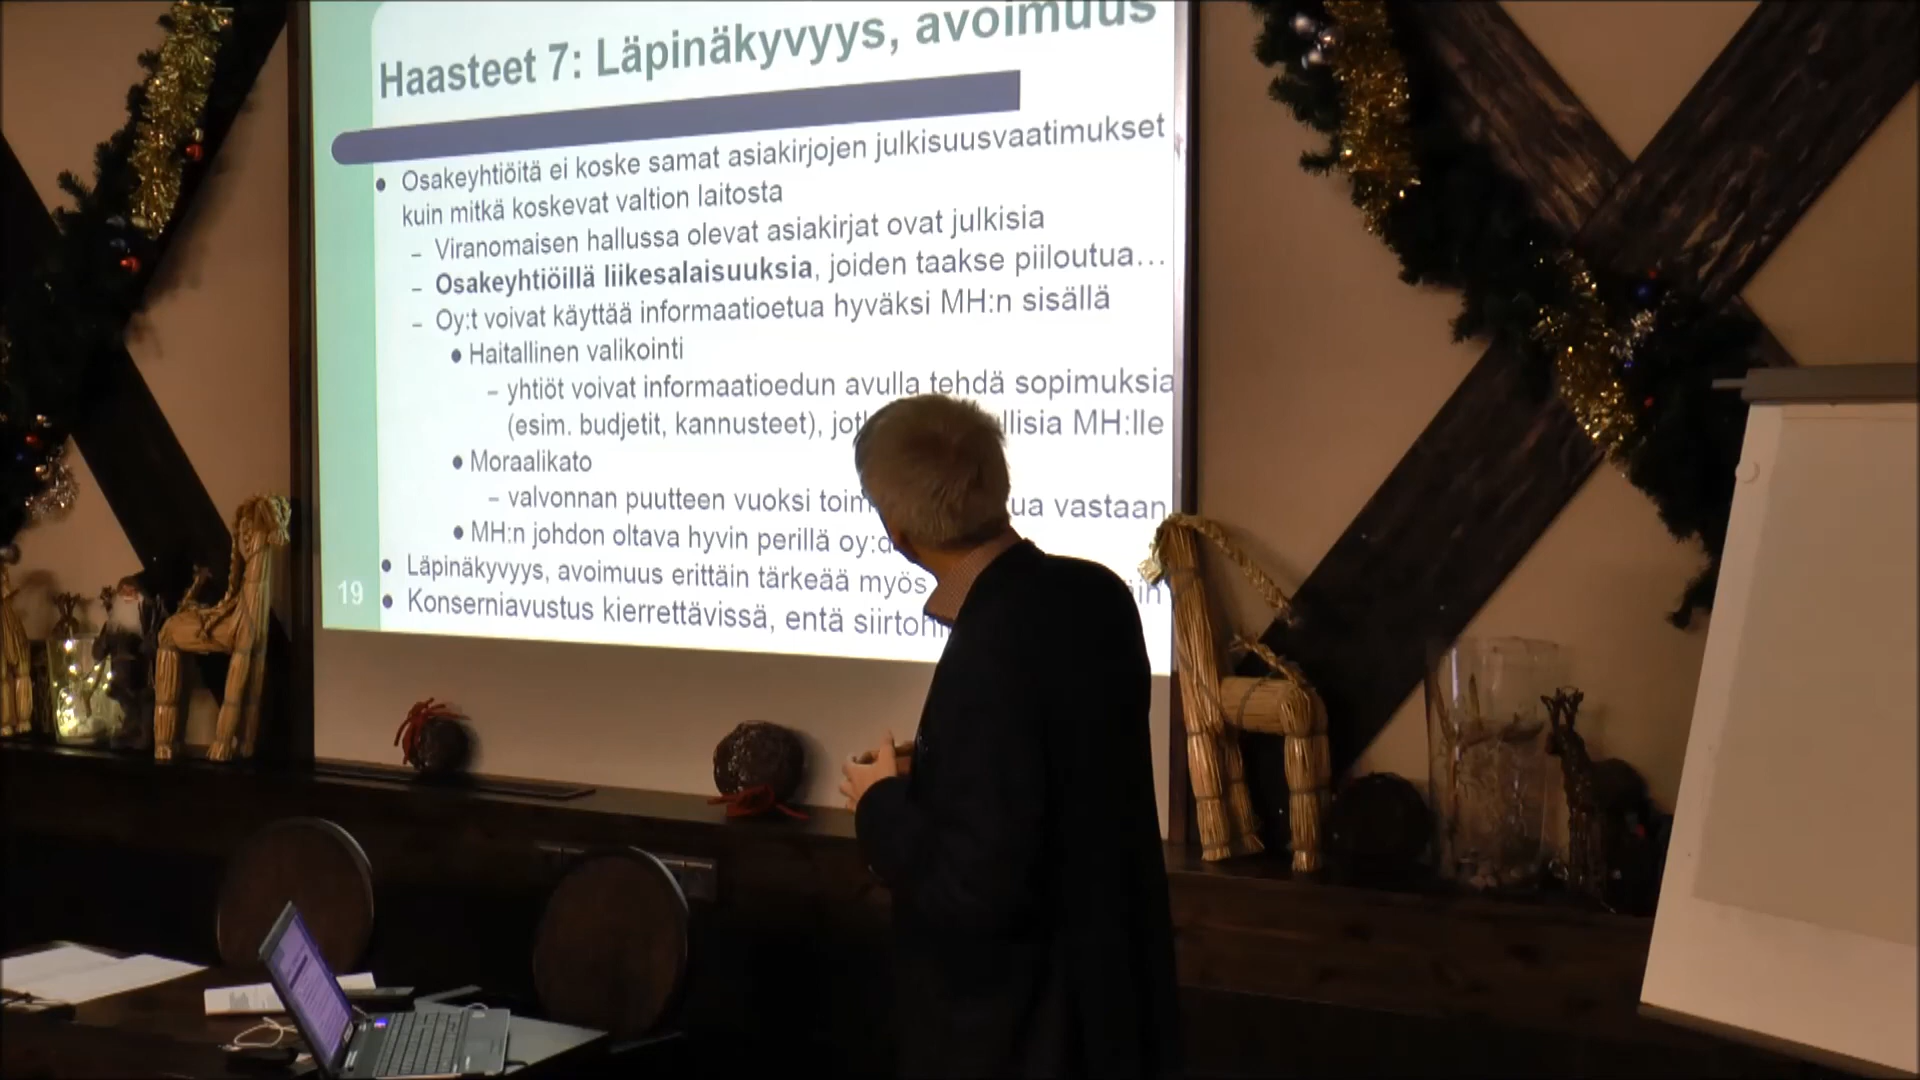 Haasteet 7: Läpinäkyvyys, avoimuus
● Osakeyhtiöitä ei koske samat asiakirjojen julkisuusvaatimukset
kuin mitkä koskevat valtion laitosta
– Viranomaisen hallussa olevat asiakirjat ovat julkisia
– Osakeyhtiöillä liikesalaisuuksia, joiden taakse piiloutua…
– Oy:t voivat käyttää informaatioetua hyväksi MH:n sisällä
● Haitallinen valikointi
– yhtiöt voivat informaatioedun avulla tehdä sopimuksia
(esim. budjetit, kannusteet), MH:lle
● Moraalikato
– valvonnan puutteen vuoksi vastaan
● MH:n johdon oltava hyvin perillä
● Läpinäkyvyys, avoimuus erittäin tärkeää myös
● Konserniavustus kierrettävissä, entä
19